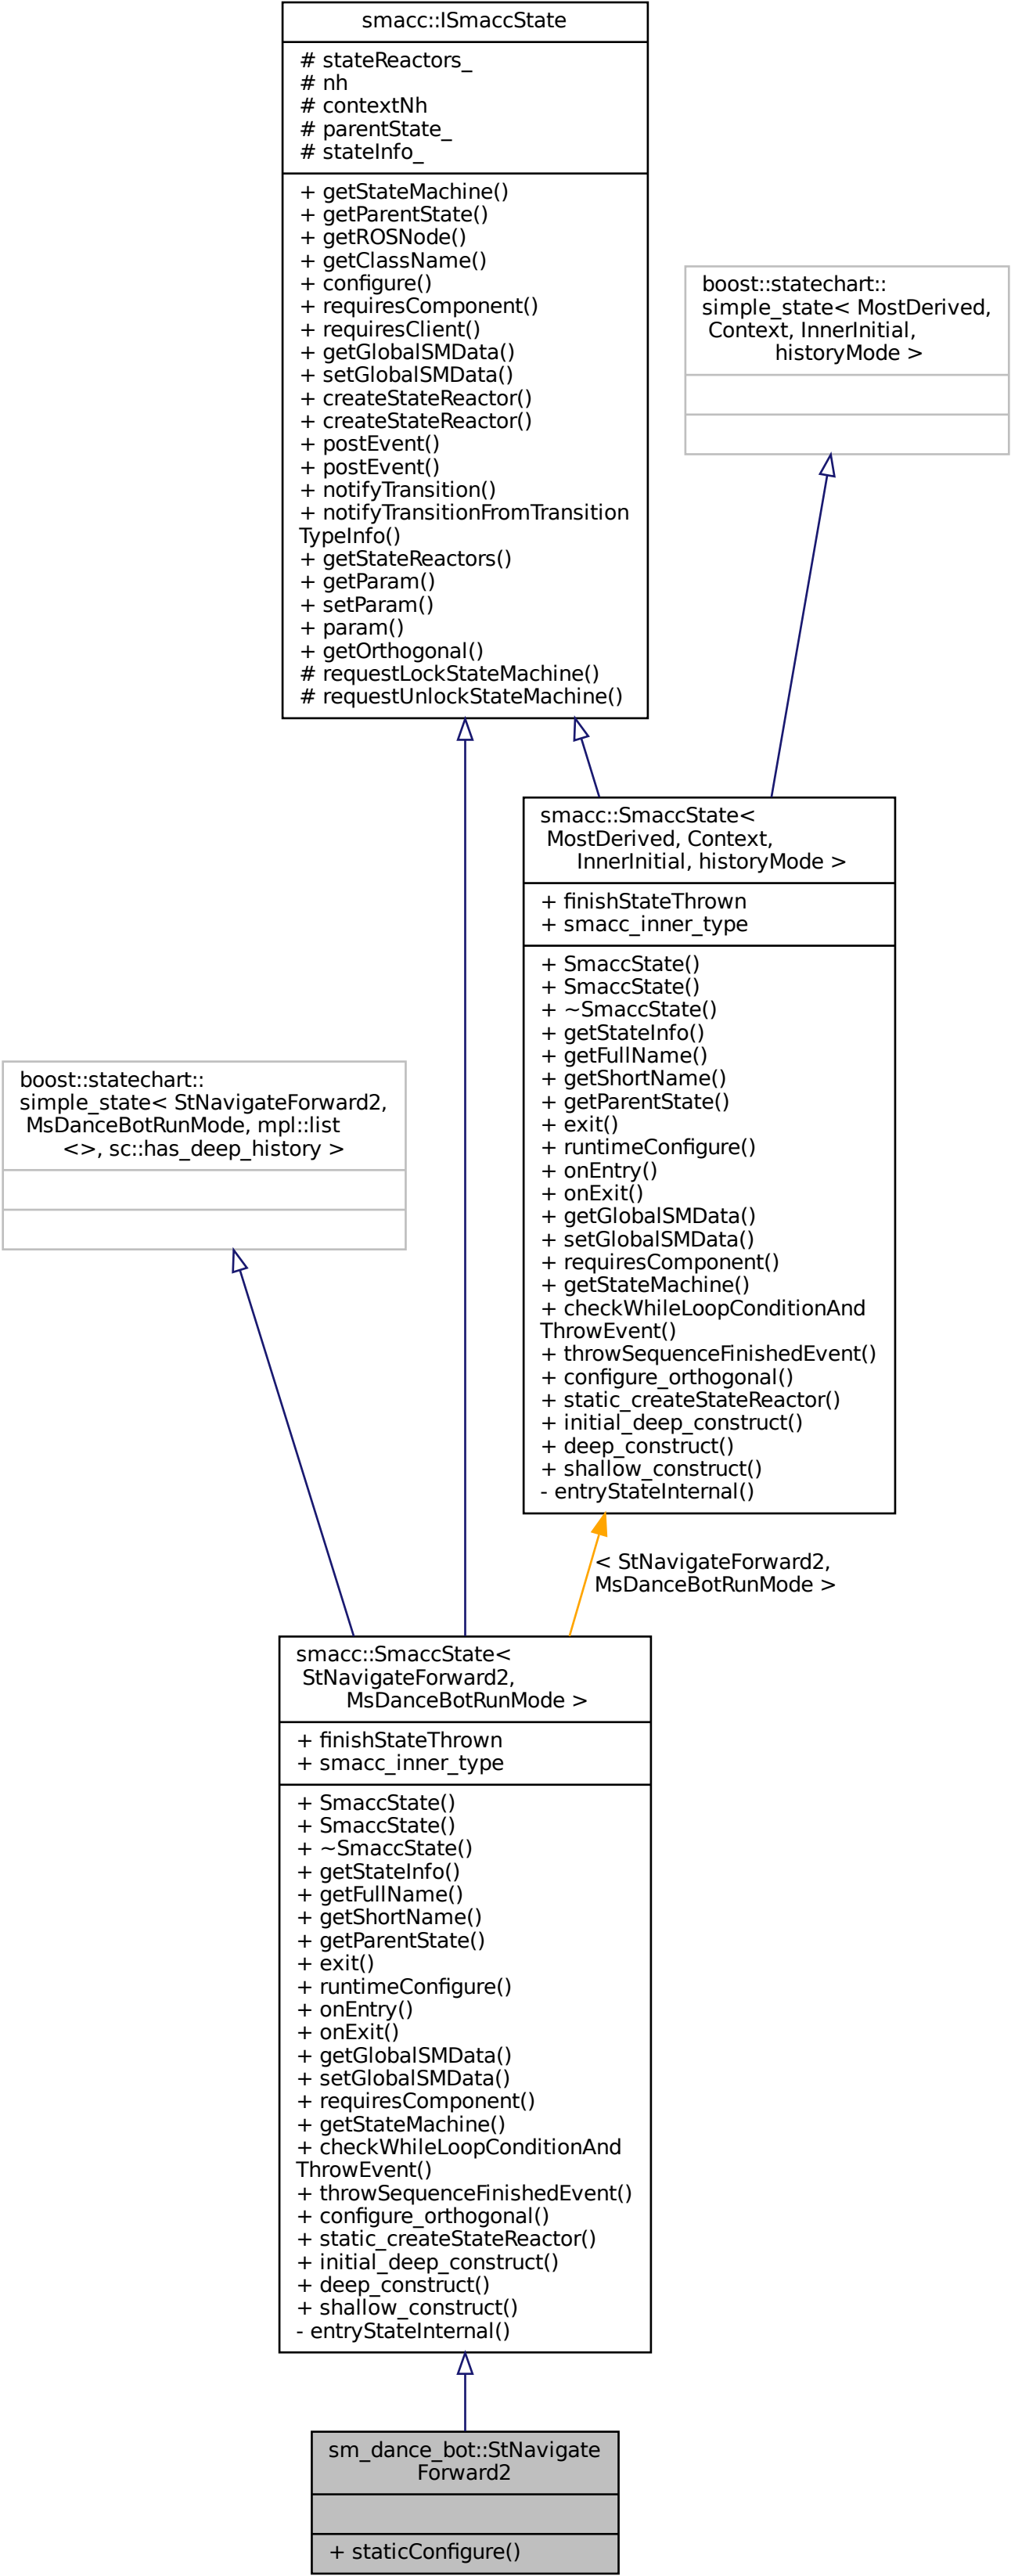 smacc::ISmaccState
# stateReactors_
# nh
# contextNh
# parentState_
# stateInfo_
+ getStateMachine()
+ getParentState()
+ getROSNode()
+ getClassName()
+ configure()
+ requiresComponent()
+ requiresClient()
+ getGlobalSMData()
+ setGlobalSMData()
+ createStateReactor()
+ createStateReactor()
+ postEvent()
+ postEvent()
+ notifyTransition()
+ notifyTransitionFromTransition
TypeInfo()
+ getStateReactors()
+ getParam()
+ setParam()
+ param()
+ getOrthogonal()
# requestLockStateMachine()
# requestUnlockStateMachine()
boost::statechart::
simple_state< MostDerived,
Context, InnerInitial,
historyMode >
smacc::SmaccState<
MostDerived, Context,
InnerInitial, historyMode >
+ finishStateThrown
+ smacc_inner_type
+ SmaccState()
+ SmaccState()
+ ~SmaccState()
+ getStateInfo()
+ getFullName()
+ getShortName()
+ getParentState()
+ exit()
+ runtimeConfigure()
+ onEntry()
+ onExit()
+ getGlobalSMData()
+ setGlobalSMData()
+ requiresComponent()
+ getStateMachine()
+ checkWhileLoopConditionAnd
ThrowEvent()
+ throwSequenceFinishedEvent()
+ configure_orthogonal()
+ static_createStateReactor()
+ initial_deep_construct()
+ deep_construct()
+ shallow_construct()
- entryStateInternal()
boost::statechart::
simple_state< StNavigateForward2,
MsDanceBotRunMode, mpl::list
<>, sc::has_deep_history >
< StNavigateForward2,
MsDanceBotRunMode >
smacc::SmaccState<
StNavigateForward2,
MsDanceBotRunMode >
+ finishStateThrown
+ smacc_inner_type
+ SmaccState()
+ SmaccState()
+ ~SmaccState()
+ getStateInfo()
+ getFullName()
+ getShortName()
+ getParentState()
+ exit()
+ runtimeConfigure()
+ onEntry()
+ onExit()
+ getGlobalSMData()
+ setGlobalSMData()
+ requiresComponent()
+ getStateMachine()
+ checkWhileLoopConditionAnd
ThrowEvent()
+ throwSequenceFinishedEvent()
+ configure_orthogonal()
+ static_createStateReactor()
+ initial_deep_construct()
+ deep_construct()
+ shallow_construct()
- entryStateInternal()
sm_dance_bot::StNavigate
Forward2
+ staticConfigure()